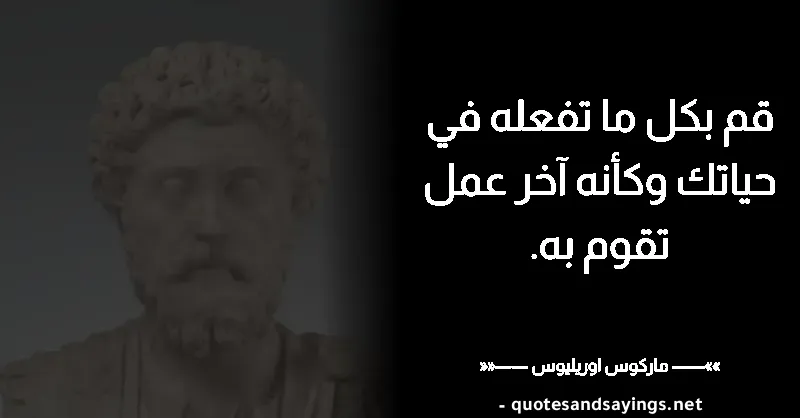 قم بكل ما تفعله في
حياتك وكأنه آخر عمل
تقوم به.
»»—— ماركوس اوريليوس ——««
- quotesandsayings.net